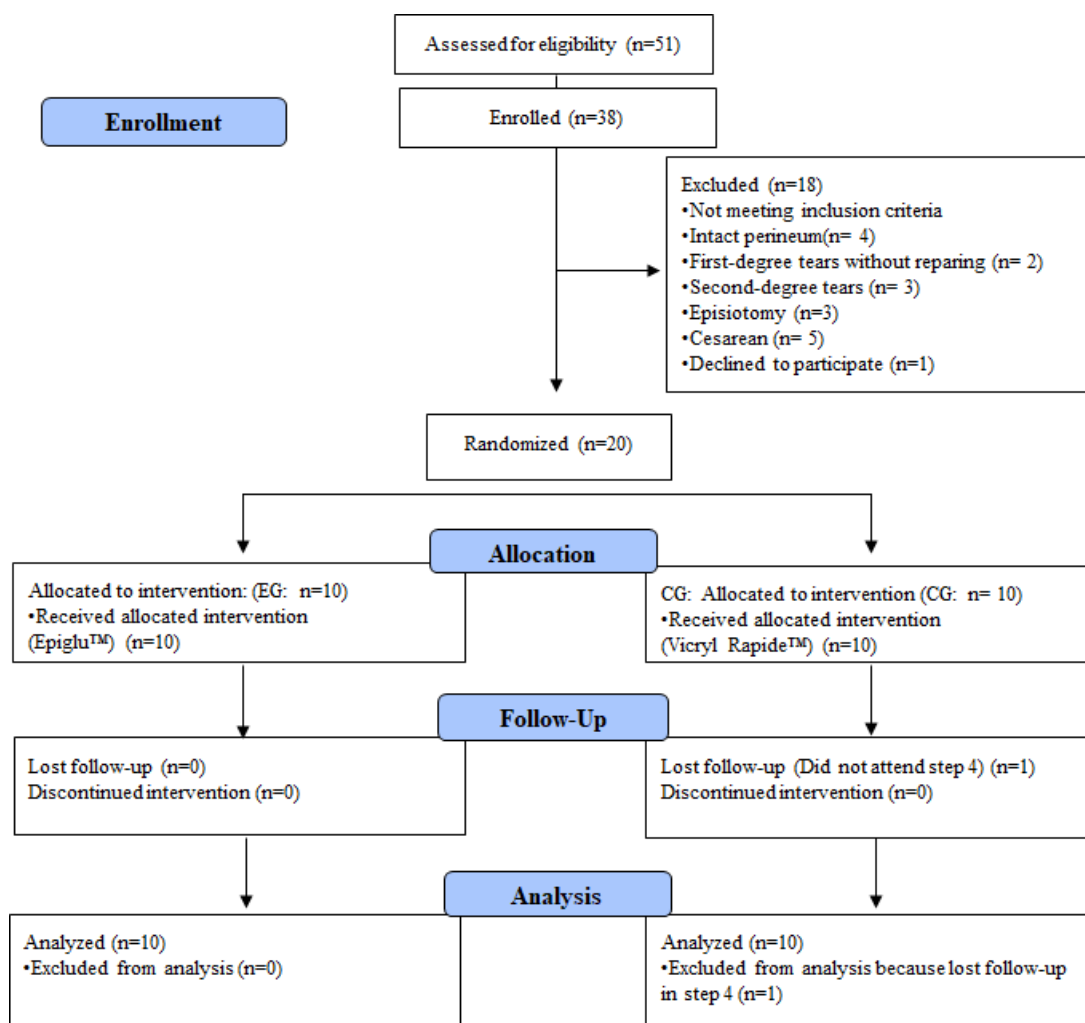 Assessed for eligibility (n=51)
Enrollment
Enrolled (n=38)
Excluded (n=18)
•Not meeting inclusion criteria
•Intact perineum(n= 4)
•First-degree tears without reparing (n= 2)
•Second-degree tears (n= 3)
•Episiotomy (n=3)
•Cesarean (n= 5)
•Declined to participate (n=1)
Randomized (n=20)
Allocation
Allocated to intervention: (EG: n=10)
•Received allocated intervention
(Epiglu™) (n=10)
CG: Allocated to intervention (CG: n= 10)
•Received allocated intervention
(Vicryl Rapide™) (n=10)
Follow-Up
Lost follow-up (n=0)
Discontinued intervention (n=0)
Lost follow-up (Did not attend step 4) (n=1)
Discontinued intervention (n=0)
Analysis
Analyzed (n=10)
•Excluded from analysis (n=0)
Analyzed (n=10)
•Excluded from analysis because lost follow-up
in step 4 (n=1)